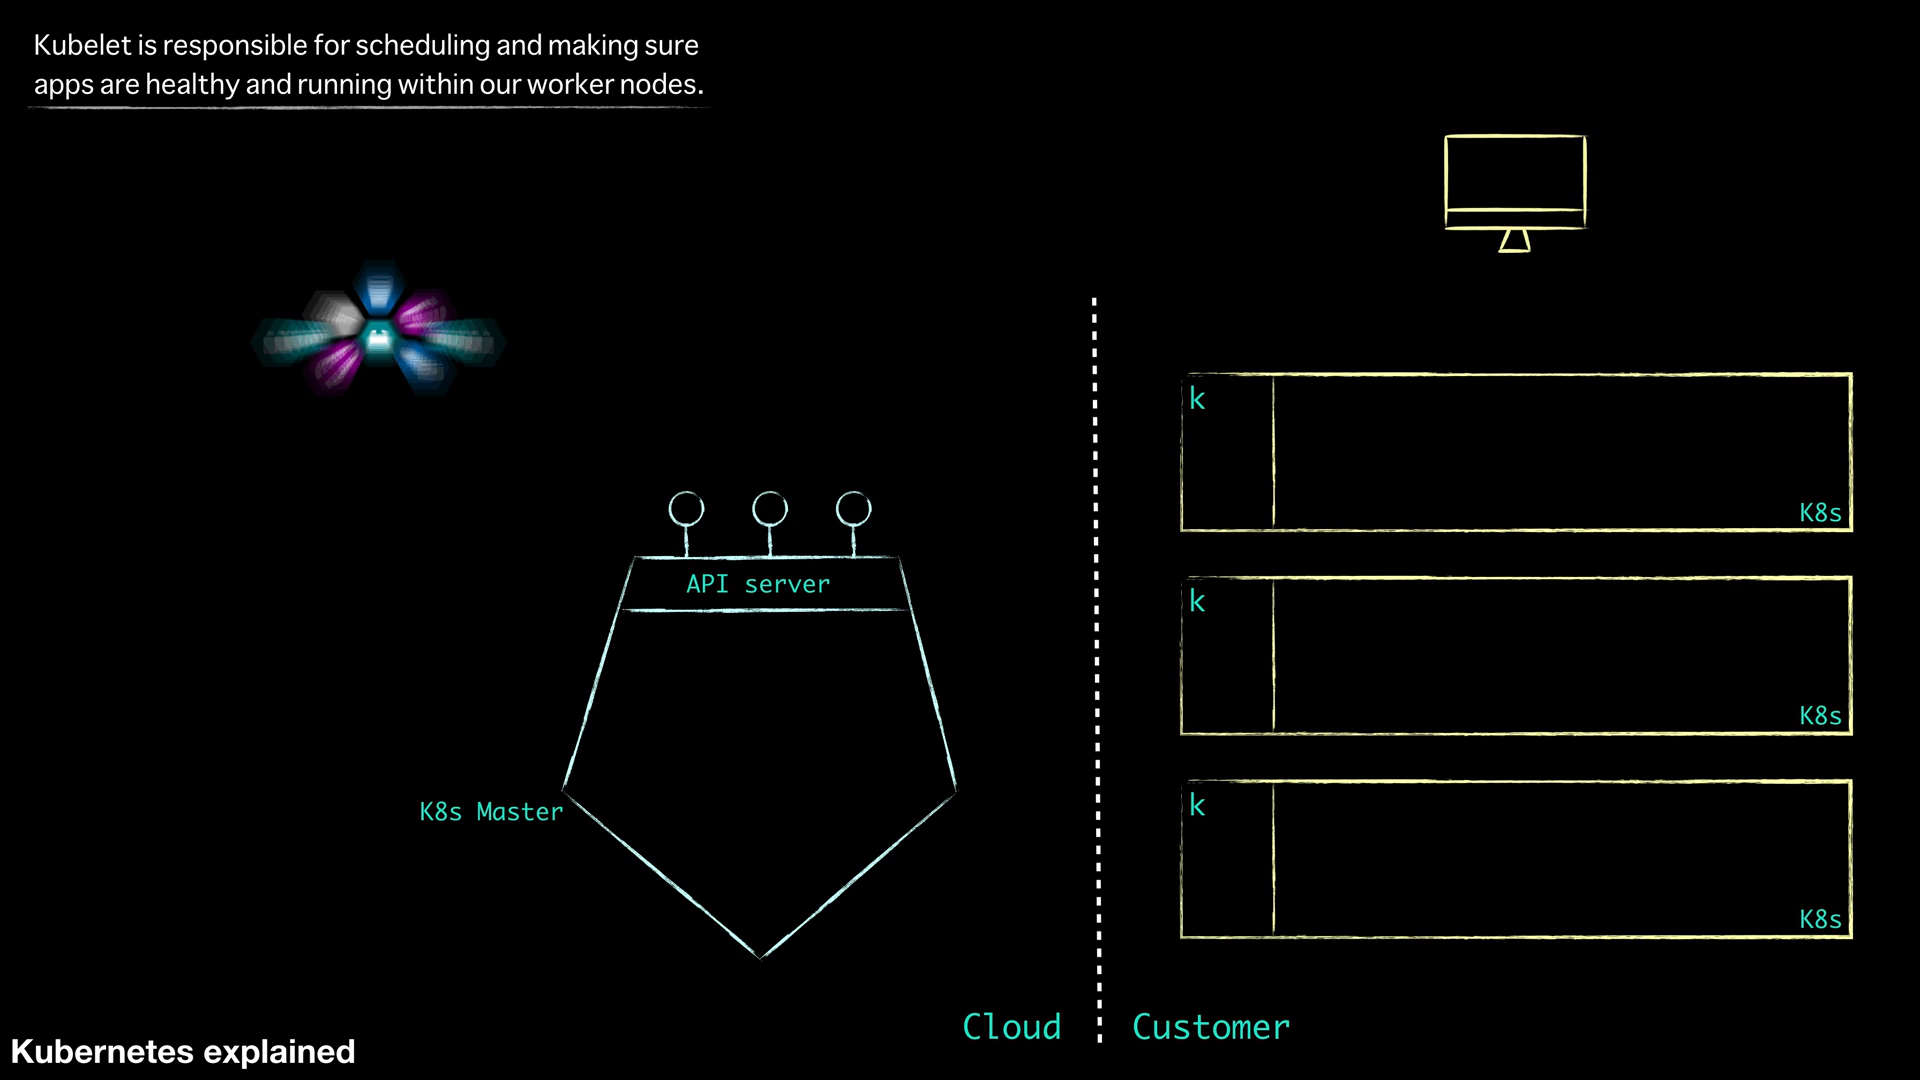 Kubelet is responsible for scheduling and making sure
apps are healthy and running within our worker nodes.
k
K8s
API server
k
K8s
K8s Master
k
K8s
Cloud
Customer
Kubernetes explained